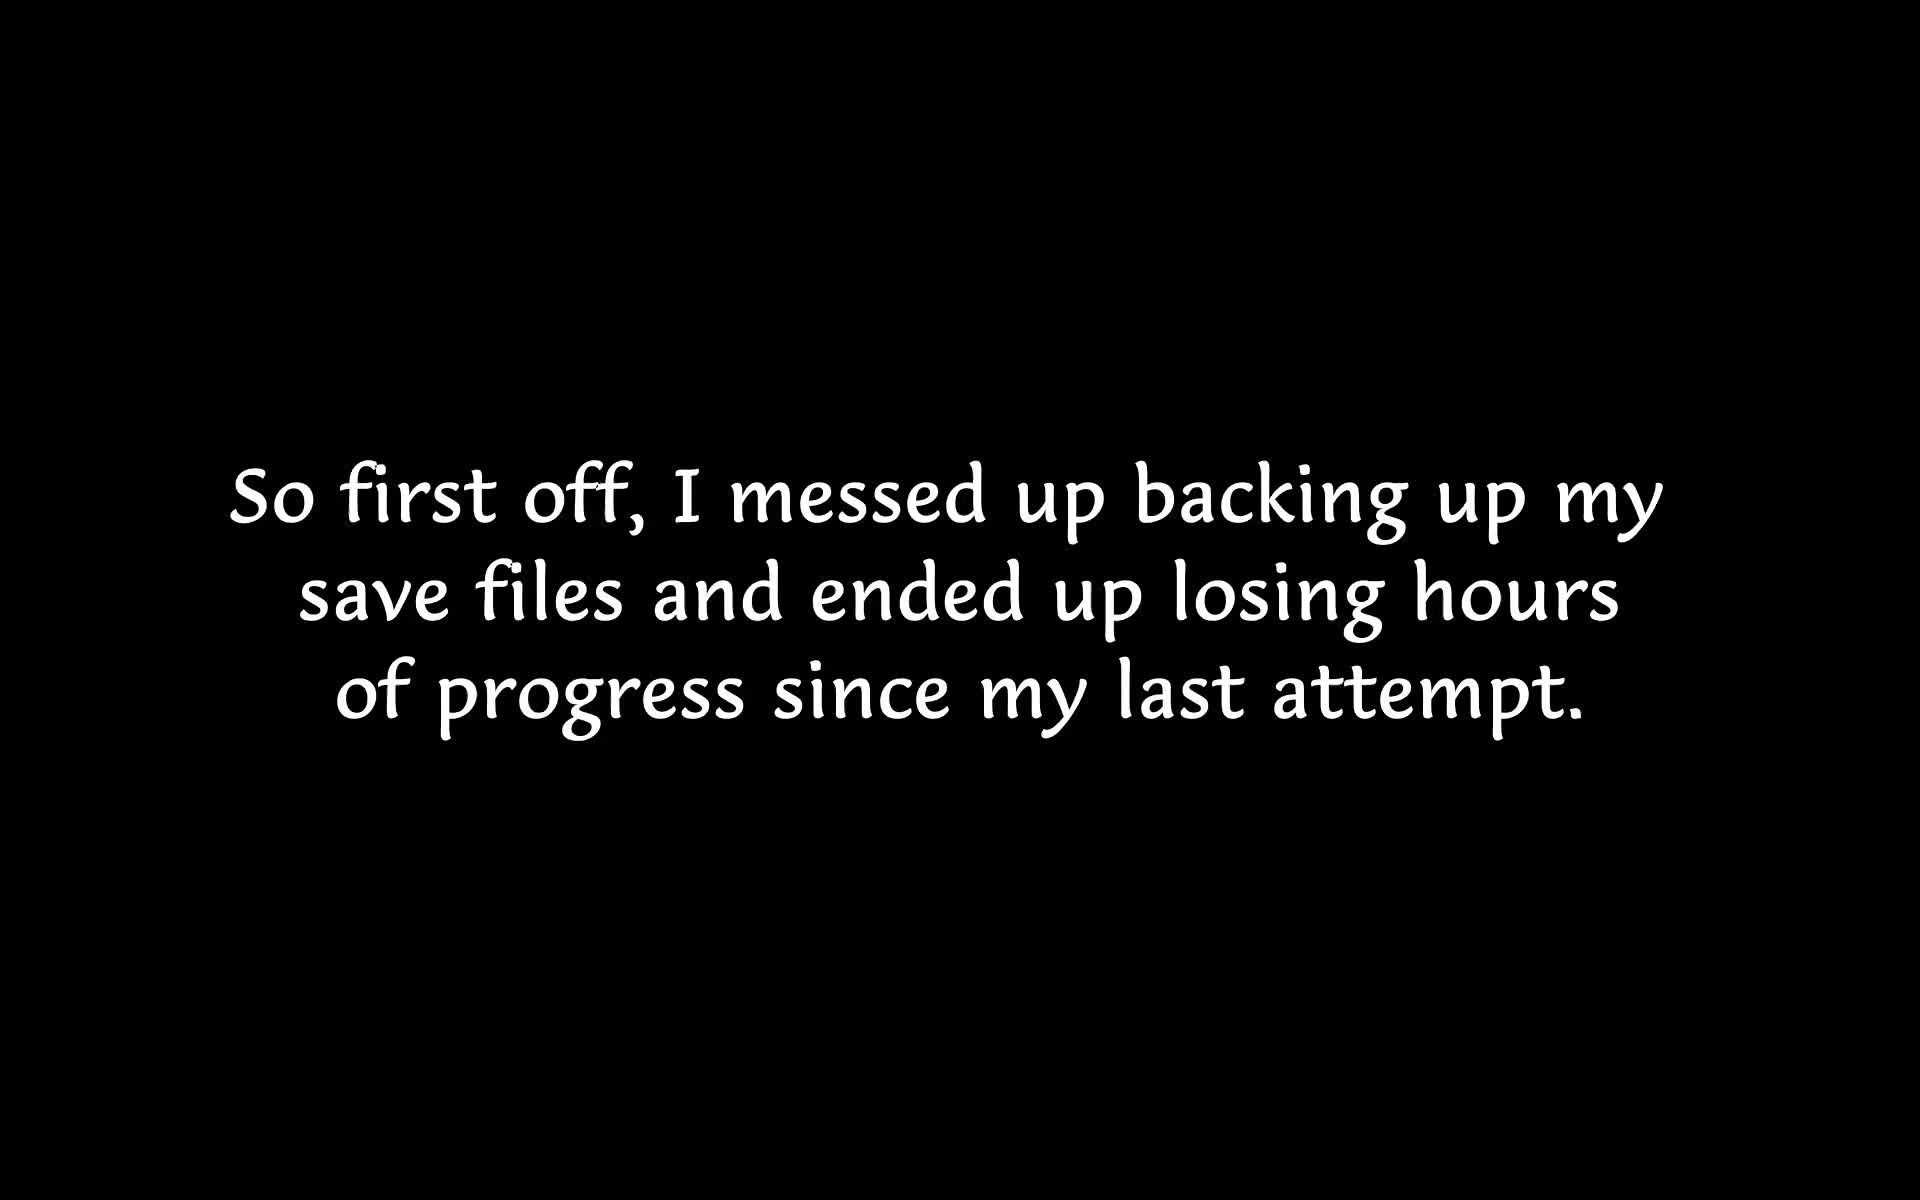 So first off, I messed up backing up my
save files and ended up losing hours
of progress since my last attempt.